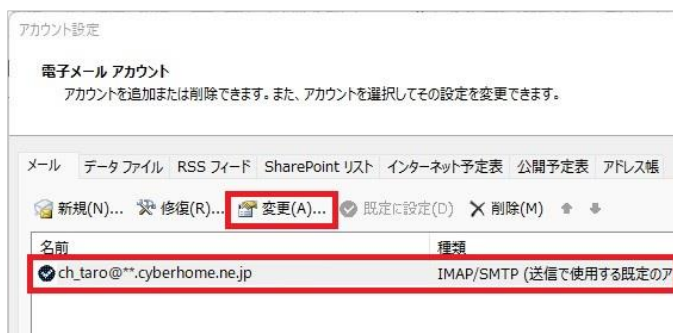 アカウント設定
電子メール アカウント
アカウントを追加または削除できます。また、アカウントを選択してその設定を変更できます。
メール データ ファイル RSS フィード SharePoint リスト インターネット予定表 公開予定表 アドレス帳
新規(N)... 修復(R)... 変更(A)... 既定に設定(D) 削除(M)
名前 種類
ch_taro@**.cyberhome.ne.jp IMAP/SMTP (送信で使用する既定のア